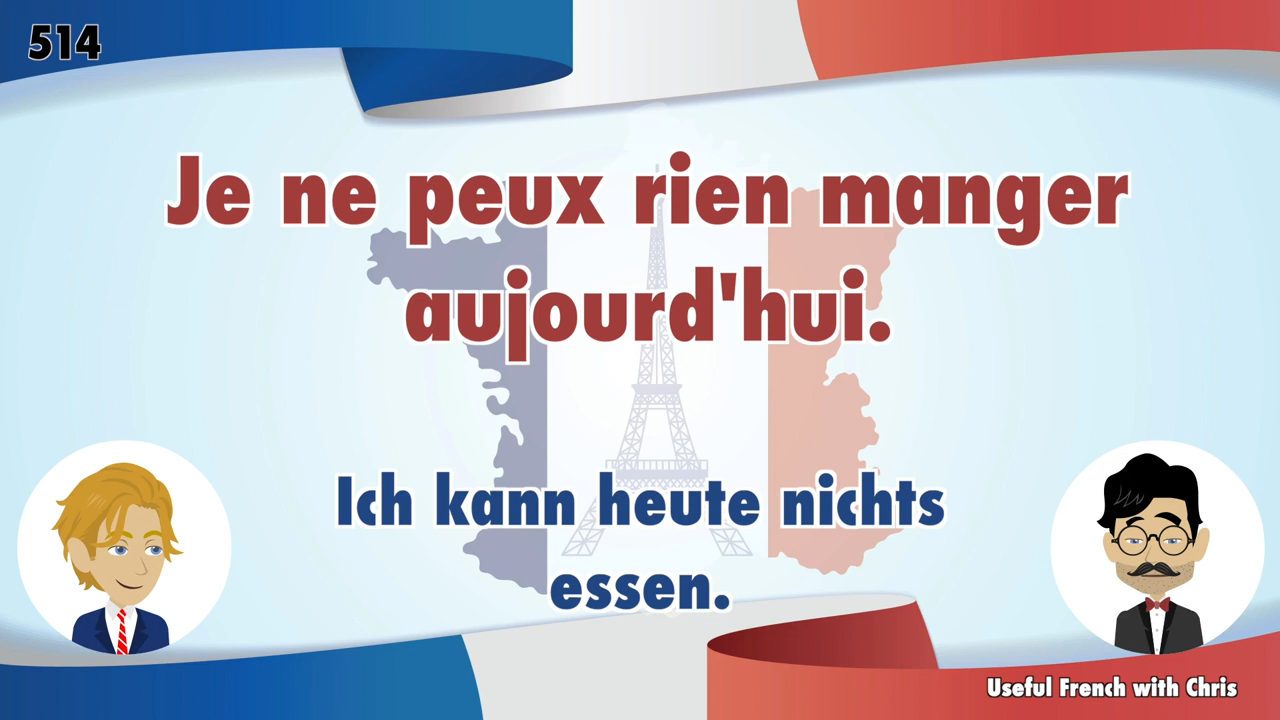 514
Je ne peux rien manger
aujourd'hui.
Ich kann heute nichts
essen.
Useful French with Chris